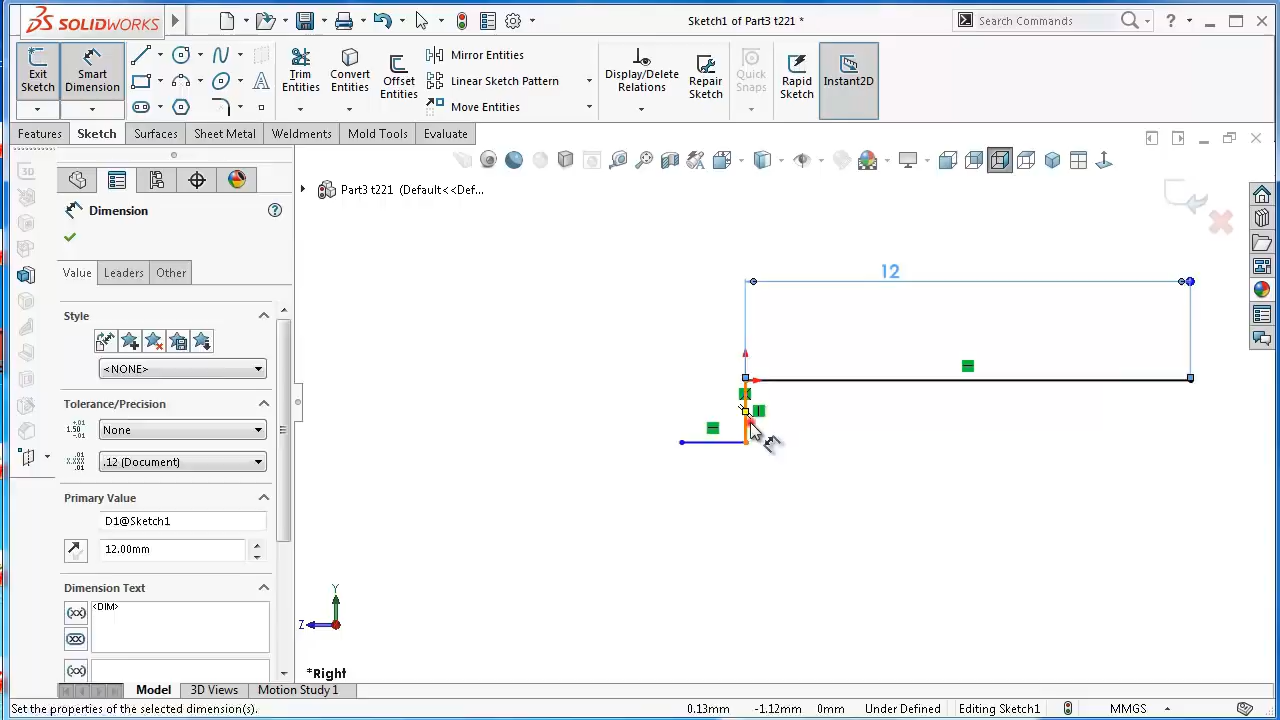 SOLIDWORKS
Sketch1 of Part3 t221 *
Search Commands
Exit Sketch
Smart Dimension
Trim Entities
Convert Entities
Offset Entities
Mirror Entities
Linear Sketch Pattern
Move Entities
Display/Delete Relations
Repair Sketch
Quick Snaps
Rapid Sketch
Instant2D
Features
Sketch
Surfaces
Sheet Metal
Weldments
Mold Tools
Evaluate
3D
Part3 t221 (Default<<Def...
Dimension
Value
Leaders
Other
Style
<NONE>
Tolerance/Precision
None
.12 (Document)
Primary Value
D1@Sketch1
12.00mm
Dimension Text
<DIM>
12
Y
Z
*Right
Model
3D Views
Motion Study 1
Set the properties of the selected dimension(s).
0.13mm
-1.12mm
0mm
Under Defined
Editing Sketch1
MMGS